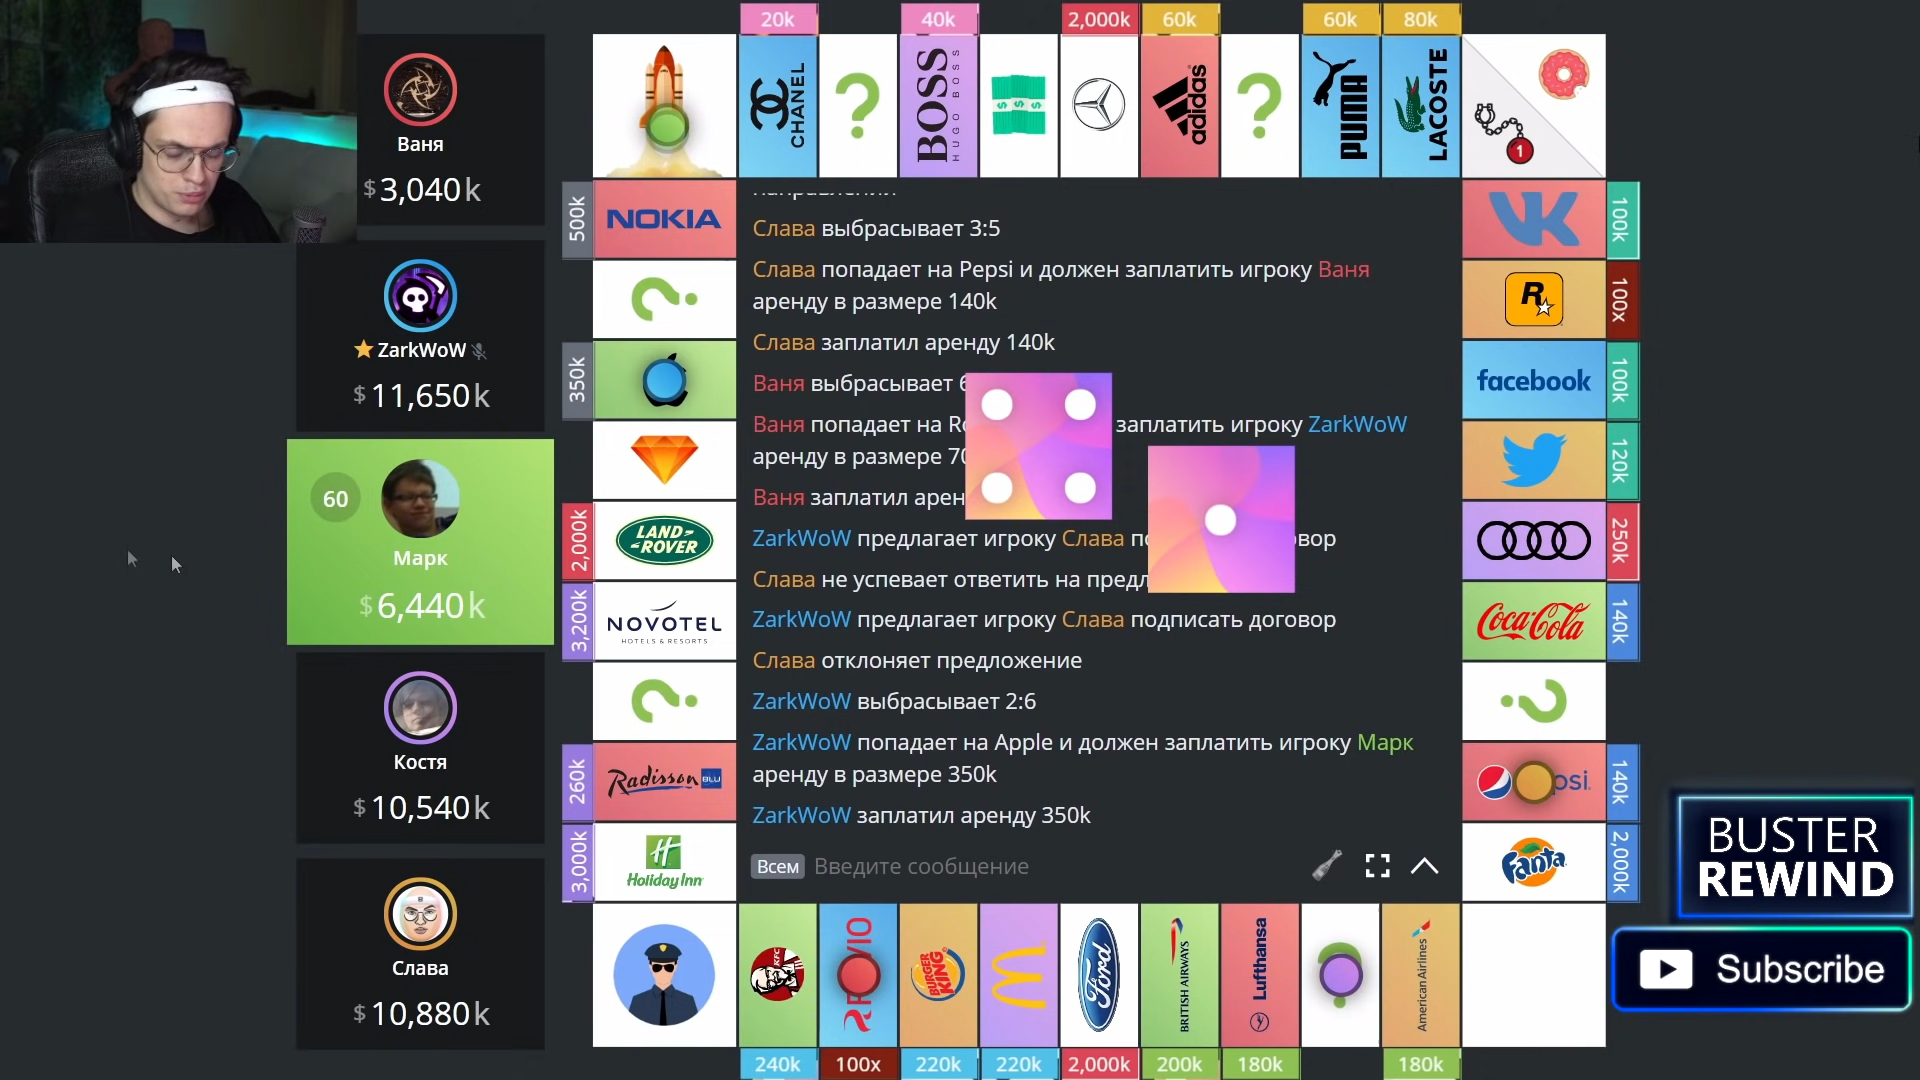 20k
40k
2,000k
60k
60k
80k
CHANEL
BOSS
HUGO BOSS
adidas
PUMA
LACOSTE
1
Ваня
$ 3,040k
ZarkWoW
$ 11,650k
60
Марк
$ 6,440k
Костя
$ 10,540k
Слава
$ 10,880k
500k
NOKIA
350k
2,000k
LAND-
-ROVER
3,200k
NOVOTEL
HOTELS & RESORTS
260k
Radisson BLU
3,000k
H
Holiday Inn
Слава выбрасывает 3:5
Слава попадает на Pepsi и должен заплатить игроку Ваня
аренду в размере 140k
Слава заплатил аренду 140k
Ваня выбрасывает
Ваня попадает на заплатить игроку ZarkWoW
аренду в размере
Ваня заплатил
ZarkWoW предлагает игроку Слава
Слава не успевает ответить на
ZarkWoW предлагает игроку Слава подписать договор
Слава отклоняет предложение
ZarkWoW выбрасывает 2:6
ZarkWoW попадает на Apple и должен заплатить игроку Марк
аренду в размере 350k
ZarkWoW заплатил аренду 350k
Всем Введите сообщение
VK
100k
R
100x
facebook
100k
120k
250k
Coca-Cola
140k
140k
Fanta
2,000k
KFC
BURGER
KING
Ford
BRITISH AIRWAYS
Lufthansa
American Airlines
240k
100x
220k
220k
2,000k
200k
180k
180k
BUSTER
REWIND
Subscribe